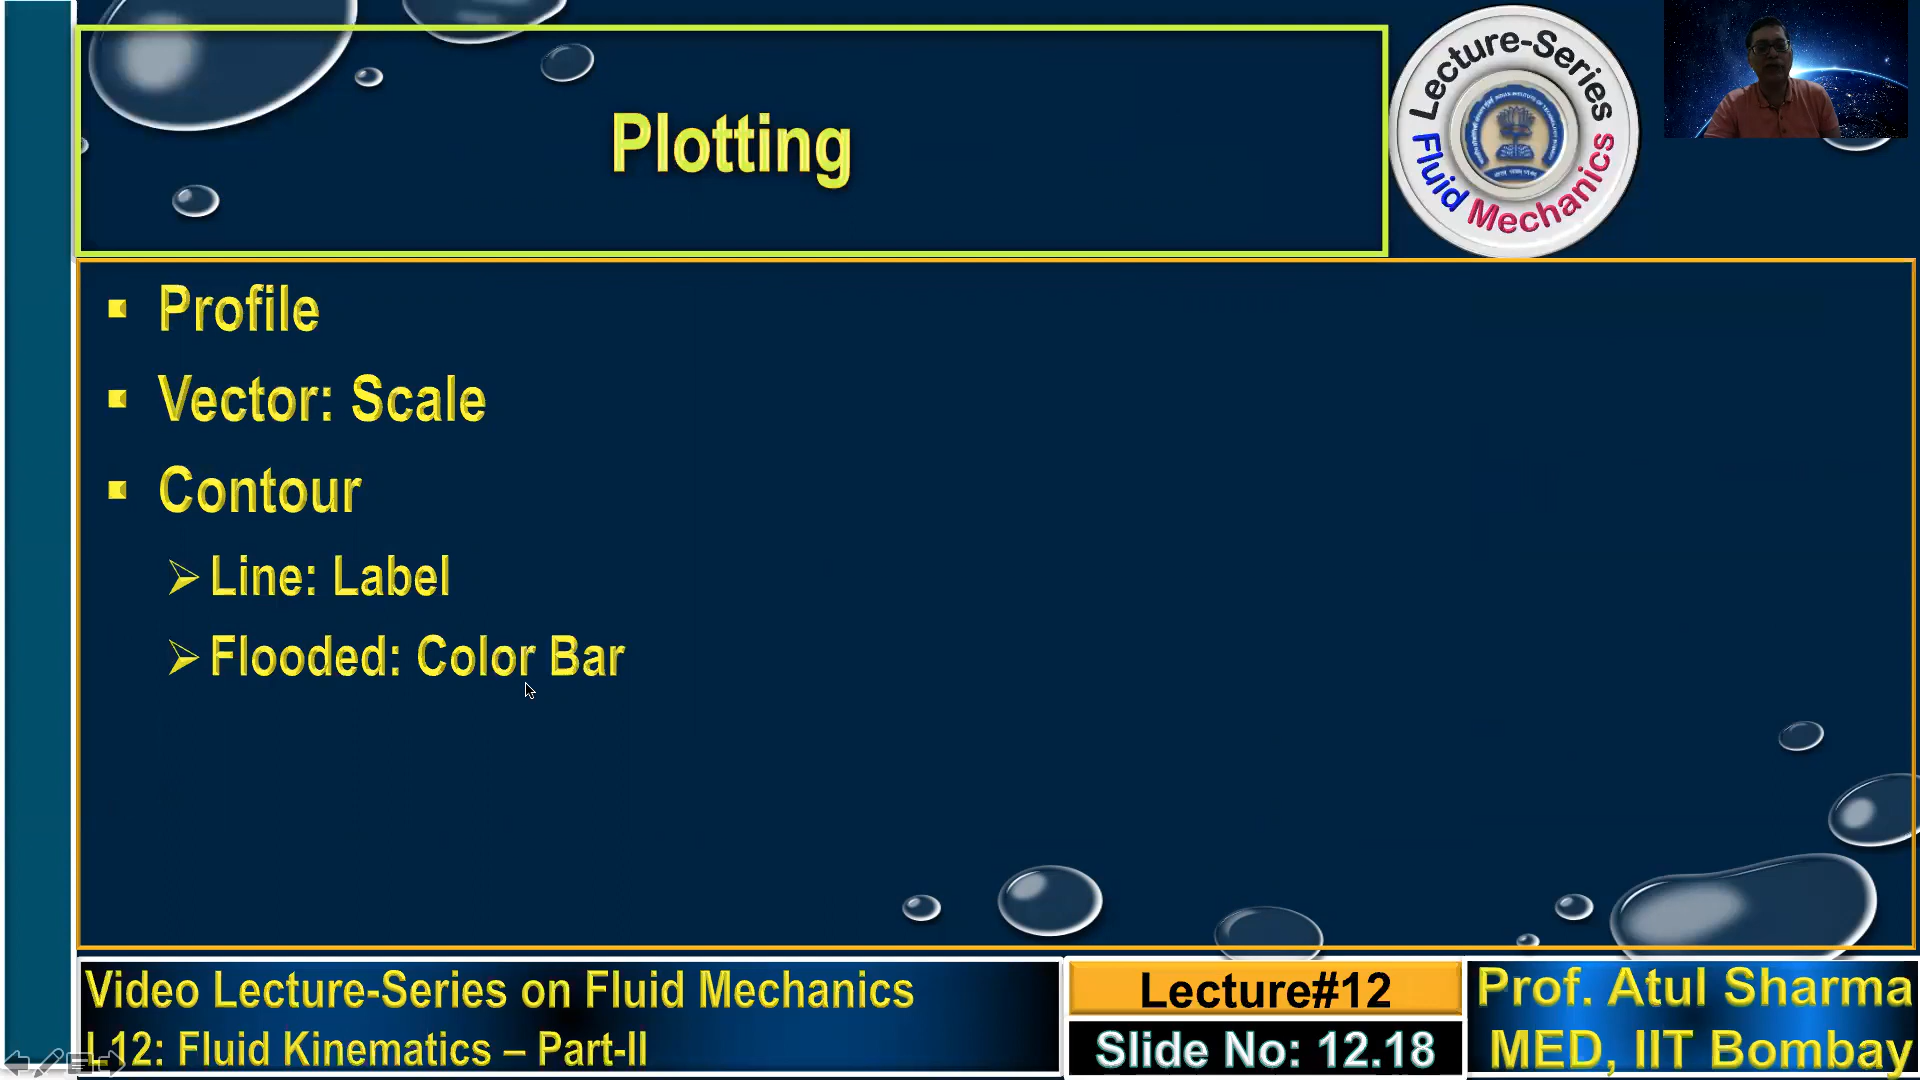 Plotting
Lecture-Series
Fluid Mechanics
Profile
Vector: Scale
Contour
Line: Label
Flooded: Color Bar
Video Lecture-Series on Fluid Mechanics
L12: Fluid Kinematics – Part-II
Lecture#12
Slide No: 12.18
Prof. Atul Sharma
MED, IIT Bombay